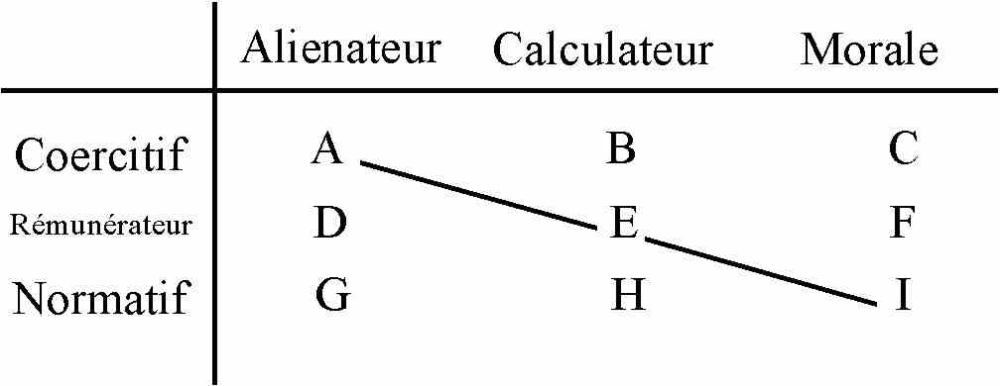 Alienateur Calculateur Morale
Coercitif A B C
Rémunérateur D E F
Normatif G H I